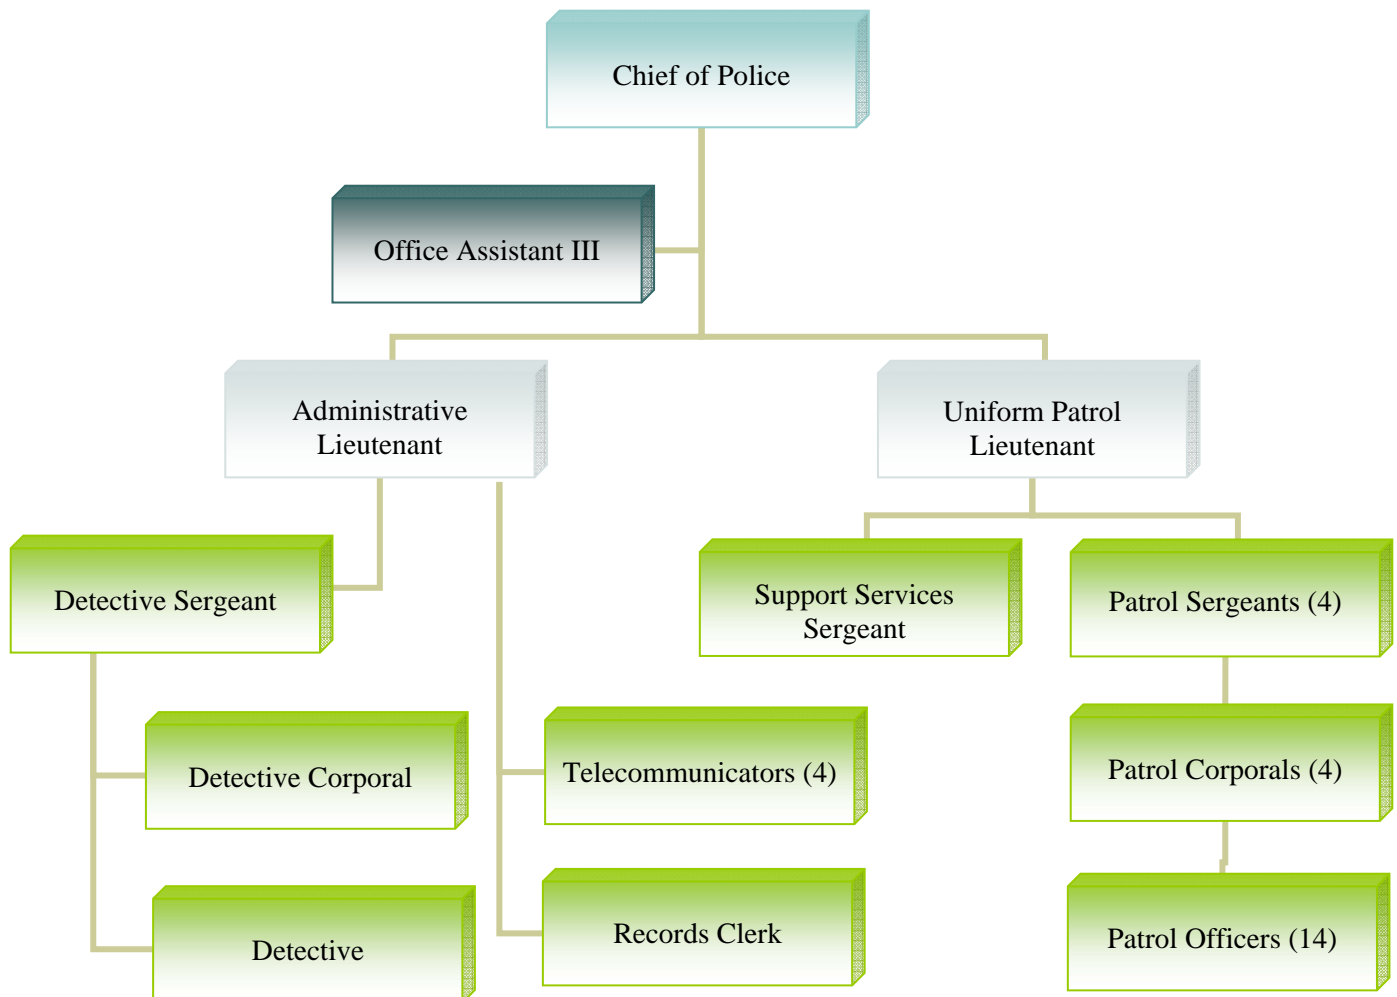 Chief of Police
Office Assistant III
Administrative
Lieutenant
Uniform Patrol
Lieutenant
Detective Sergeant
Support Services
Sergeant
Patrol Sergeants (4)
Detective Corporal
Telecommunicators (4)
Patrol Corporals (4)
Detective
Records Clerk
Patrol Officers (14)